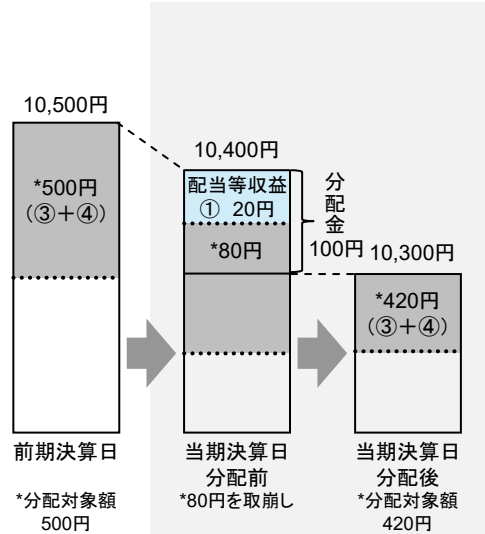 10,500円
*500円
(③+④)
前期決算日
*分配対象額
500円
10,400円
配当等収益
① 20円
*80円
分配金
100円
当期決算日
分配前
*80円を取崩し
10,300円
*420円
(③+④)
当期決算日
分配後
*分配対象額
420円